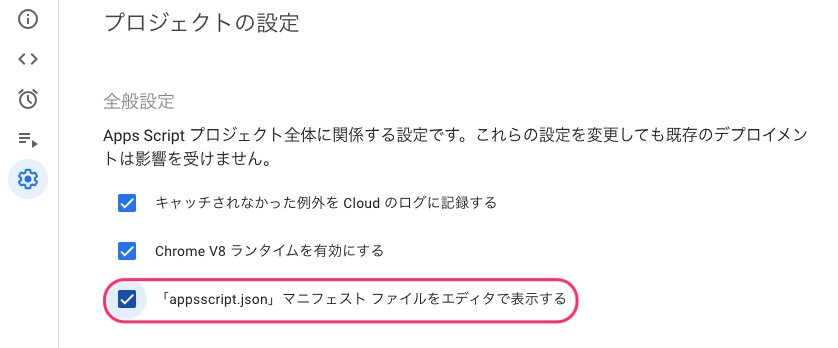 プロジェクトの設定
全般設定
Apps Script プロジェクト全体に関係する設定です。これらの設定を変更しても既存のデプロイメン
トは影響を受けません。
キャッチされなかった例外を Cloud のログに記録する
Chrome V8 ランタイムを有効にする
「appsscript.json」マニフェスト ファイルをエディタで表示する